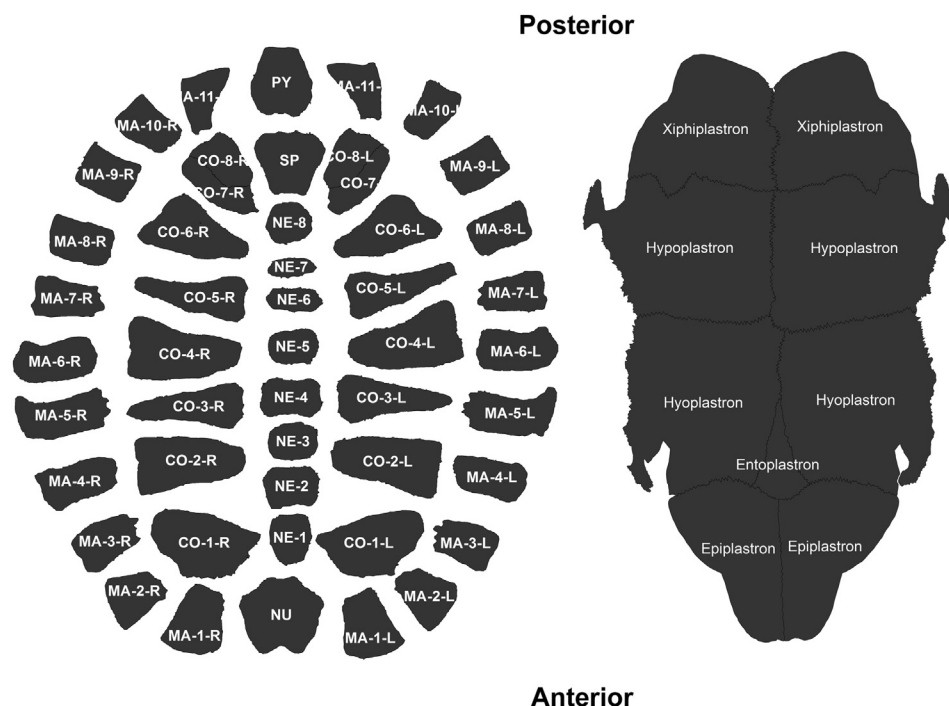 Posterior
PY
A-11-
MA-11-
MA-10-R
MA-10-L
Xiphiplastron Xiphiplastron
CO-8-R SP CO-8-L
MA-9-R MA-9-L
CO-7-R CO-7
NE-8
CO-6-R CO-6-L
MA-8-R MA-8-L
Hypoplastron Hypoplastron
NE-7
CO-5-R CO-5-L
MA-7-R NE-6 MA-7-L
CO-4-R NE-5 CO-4-L
MA-6-R MA-6-L
CO-3-R NE-4 CO-3-L
MA-5-R MA-5-L
Hyoplastron Hyoplastron
NE-3
CO-2-R CO-2-L
Entoplastron
MA-4-R NE-2 MA-4-L
MA-3-R CO-1-R NE-1 CO-1-L MA-3-L
Epiplastron Epiplastron
MA-2-R MA-2-L
NU
MA-1-R MA-1-L
Anterior